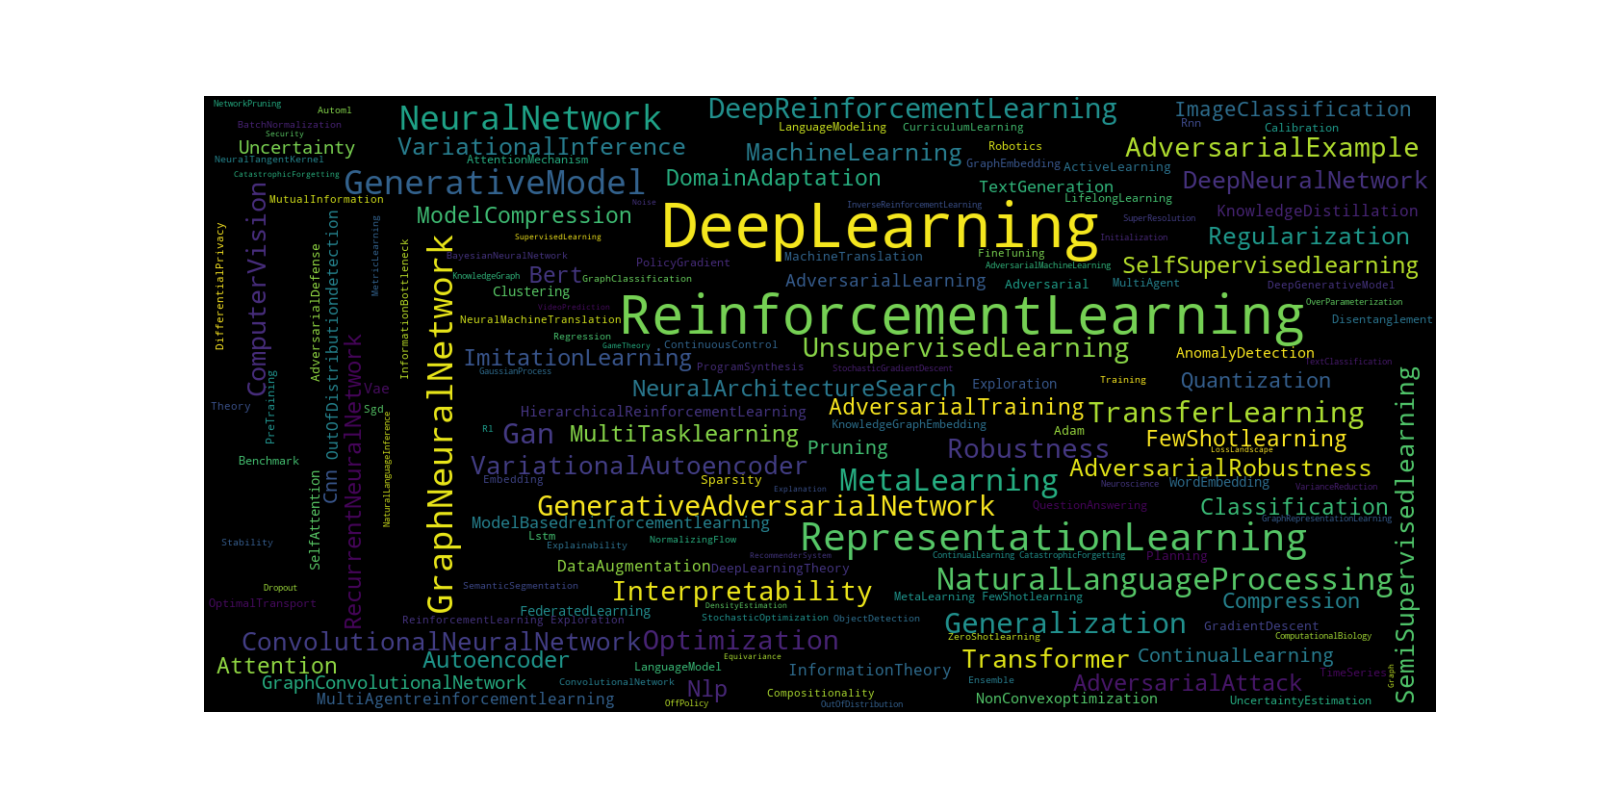 NetworkPruning
Automl
BatchNormalization
Security
Uncertainty
NeuralTangentKernel
CatastrophicForgetting
MutualInformation
NeuralNetwork
VariationalInference
AttentionMechanism
GenerativeModel
ModelCompression
SupervisedLearning
DeepReinforcementLearning
LanguageModeling
CurriculumLearning
MachineLearning
Robotics
GraphEmbedding
ActiveLearning
DomainAdaptation
TextGeneration
LifelongLearning
ImageClassification
Rnn
Calibration
AdversarialExample
DeepNeuralNetwork
KnowledgeDistillation
Noise
InverseReinforcementLearning
SuperResolution
DeepLearning
Initialization
Regularization
BayesianNeuralNetwork
PolicyGradient
MachineTranslation
FineTuning
AdversarialMachineLearning
SelfSupervisedlearning
KnowledgeGraph
Bert
GraphClassification
AdversarialLearning
Adversarial
MultiAgent
DeepGenerativeModel
Clustering
VideoPrediction
OverParameterization
NeuralMachineTranslation
ReinforcementLearning
Disentanglement
Regression
GameTheory
ContinuousControl
UnsupervisedLearning
AnomalyDetection
ImitationLearning
GaussianProcess
ProgramSynthesis
StochasticGradientDescent
TextClassification
NeuralArchitectureSearch
Exploration
Training
Quantization
HierarchicalReinforcementLearning
AdversarialTraining
TransferLearning
KnowledgeGraphEmbedding
Rl
Gan
MultiTasklearning
Pruning
Robustness
Adam
FewShotlearning
LossLandscape
VariationalAutoencoder
AdversarialRobustness
Embedding
Sparsity
Explanation
MetaLearning
Neuroscience
WordEmbedding
VarianceReduction
GenerativeAdversarialNetwork
QuestionAnswering
Classification
GraphRepresentationLearning
ModelBasedreinforcementlearning
Lstm
Explainability
NormalizingFlow
RepresentationLearning
RecommenderSystem
ContinualLearning CatastrophicForgetting
Planning
DataAugmentation
DeepLearningTheory
SemanticSegmentation
Interpretability
NaturalLanguageProcessing
MetaLearning FewShotlearning
Compression
FederatedLearning
DensityEstimation
StochasticOptimization
ObjectDetection
ReinforcementLearning Exploration
Generalization
GradientDescent
ZeroShotlearning
ComputationalBiology
ConvolutionalNeuralNetwork
Optimization
Equivariance
Attention
Autoencoder
LanguageModel
InformationTheory
Transformer
ContinualLearning
TimeSeries
GraphConvolutionalNetwork
ConvolutionalNetwork
Nlp
Compositionality
Ensemble
AdversarialAttack
MultiAgentreinforcementlearning
OffPolicy
OutOfDistribution
NonConvexoptimization
UncertaintyEstimation
DifferentialPrivacy
ComputerVision
Theory
PreTraining
Benchmark
Stability
Dropout
OptimalTransport
AdversarialDefense
SelfAttention
OutOfDistributiondetection
Cnn
RecurrentNeuralNetwork
MetricLearning
Vae
Sgd
NaturalLanguageInference
InformationBottleneck
GraphNeuralNetwork
SemiSupervisedlearning
Graph